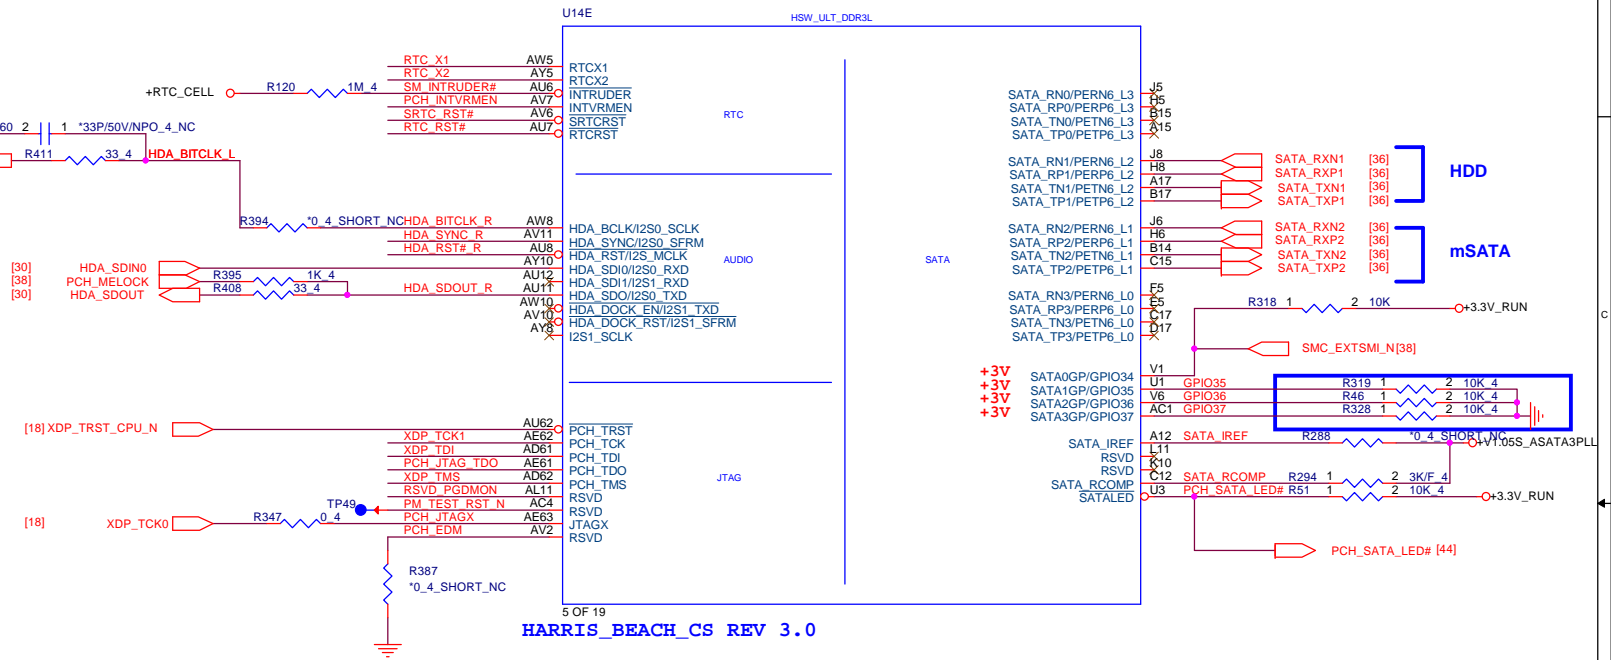 U14E
HSW_ULT_DDR3L
RTC_X1 AW5 RTCX1
RTC_X2 AY5 RTCX2
+RTC_CELL R120 1M_4 SM_INTRUDER# AU6 INTRUDER
PCH_INTVRMEN AV7 INTVRMEN
SRTC_RST# AV6 SRTCRST
RTC_RST# AU7 RTCRST
RTC
60 2 1 *33P/50V/NPO_4_NC
R411 33_4 HDA_BITCLK_L
R394 *0_4_SHORT_NC HDA_BITCLK_R AW8 HDA_BCLK/I2S0_SCLK
HDA_SYNC_R AV11 HDA_SYNC/I2S0_SFRM
HDA_RST#_R AU8 HDA_RST/I2S_MCLK
[30] HDA_SDIN0 AY10 HDA_SDI0/I2S0_RXD
[38] PCH_MELOCK R395 1K_4 AU12 HDA_SDI1/I2S1_RXD
[30] HDA_SDOUT R408 33_4 HDA_SDOUT_R AU11 HDA_SDO/I2S0_TXD
AW10 HDA_DOCK_EN/I2S1_TXD
AV10 HDA_DOCK_RST/I2S1_SFRM
AY8 I2S1_SCLK
AUDIO
[18] XDP_TRST_CPU_N AU62 PCH_TRST
XDP_TCK1 AE62 PCH_TCK
XDP_TDI AD61 PCH_TDI
PCH_JTAG_TDO AE61 PCH_TDO
XDP_TMS AD62 PCH_TMS
RSVD_PGDMON AL11 RSVD
TP49 PM_TEST_RST_N AC4 RSVD
[18] XDP_TCK0 R347 0_4 PCH_JTAGX AE63 JTAGX
PCH_EDM AV2 RSVD
JTAG
R387
*0_4_SHORT_NC
SATA
SATA_RN0/PERN6_L3 J5
SATA_RP0/PERP6_L3 H5
SATA_TN0/PETN6_L3 B15
SATA_TP0/PETP6_L3 A15
SATA_RN1/PERN6_L2 J8 SATA_RXN1 [36]
SATA_RP1/PERP6_L2 H8 SATA_RXP1 [36]
SATA_TN1/PETN6_L2 A17 SATA_TXN1 [36]
SATA_TP1/PETP6_L2 B17 SATA_TXP1 [36]
HDD
SATA_RN2/PERN6_L1 J6 SATA_RXN2 [36]
SATA_RP2/PERP6_L1 H6 SATA_RXP2 [36]
SATA_TN2/PETN6_L1 B14 SATA_TXN2 [36]
SATA_TP2/PETP6_L1 C15 SATA_TXP2 [36]
mSATA
SATA_RN3/PERN6_L0 F5
SATA_RP3/PERP6_L0 E5
SATA_TN3/PETN6_L0 C17
SATA_TP3/PETP6_L0 D17
R318 1 2 10K +3.3V_RUN
SMC_EXTSMI_N[38]
C
+3V SATA0GP/GPIO34 V1
+3V SATA1GP/GPIO35 U1 GPIO35 R319 1 2 10K_4
+3V SATA2GP/GPIO36 V6 GPIO36 R46 1 2 10K_4
+3V SATA3GP/GPIO37 AC1 GPIO37 R328 1 2 10K_4
SATA_IREF A12 SATA_IREF R288 *0_4_SHORT_NC +V1.05S_ASATA3PLL
RSVD L11
RSVD K10
SATA_RCOMP C12 SATA_RCOMP R294 1 2 3K/F_4
SATALED U3 PCH_SATA_LED# R51 1 2 10K_4 +3.3V_RUN
PCH_SATA_LED# [44]
5 OF 19
HARRIS_BEACH_CS REV 3.0